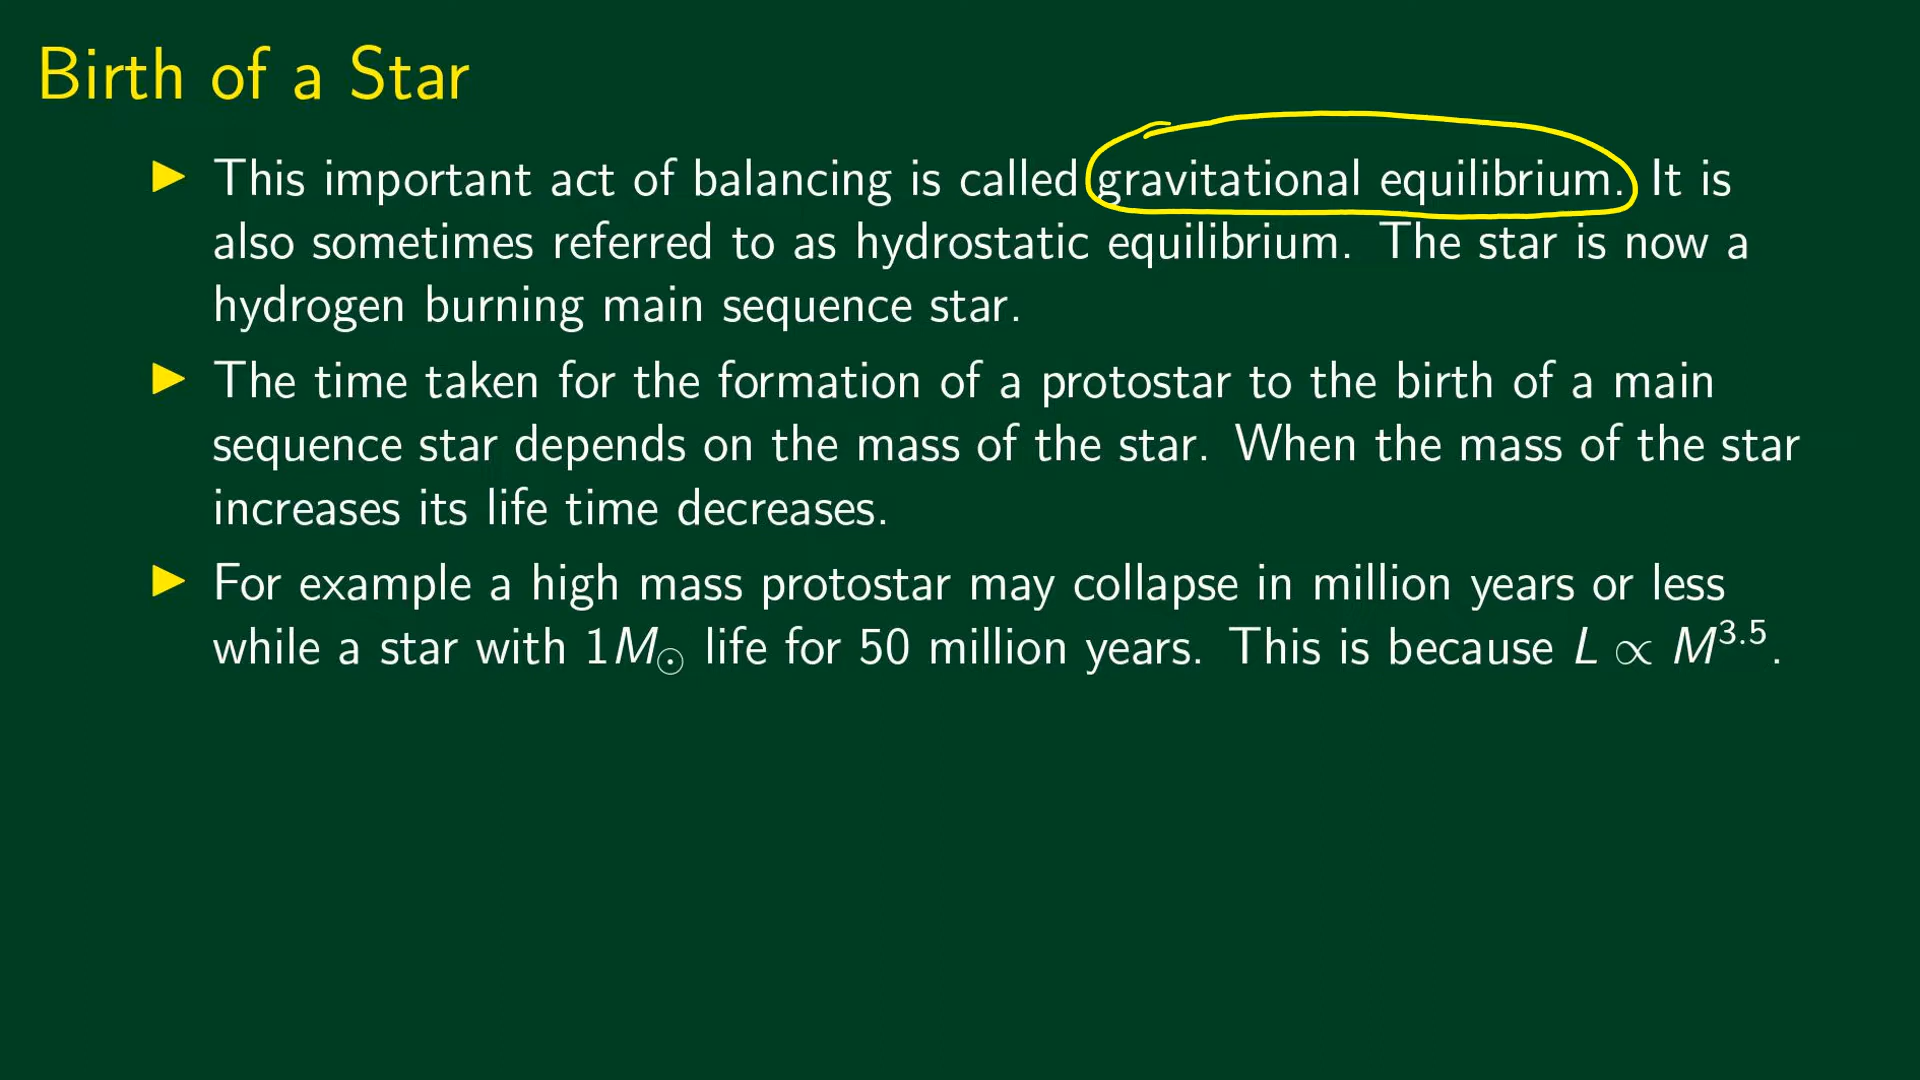 Birth of a Star
▶ This important act of balancing is called gravitational equilibrium. It is
also sometimes referred to as hydrostatic equilibrium. The star is now a
hydrogen burning main sequence star.
▶ The time taken for the formation of a protostar to the birth of a main
sequence star depends on the mass of the star. When the mass of the star
increases its life time decreases.
▶ For example a high mass protostar may collapse in million years or less
while a star with 1M⊙ life for 50 million years. This is because L ∝ M^3.5.